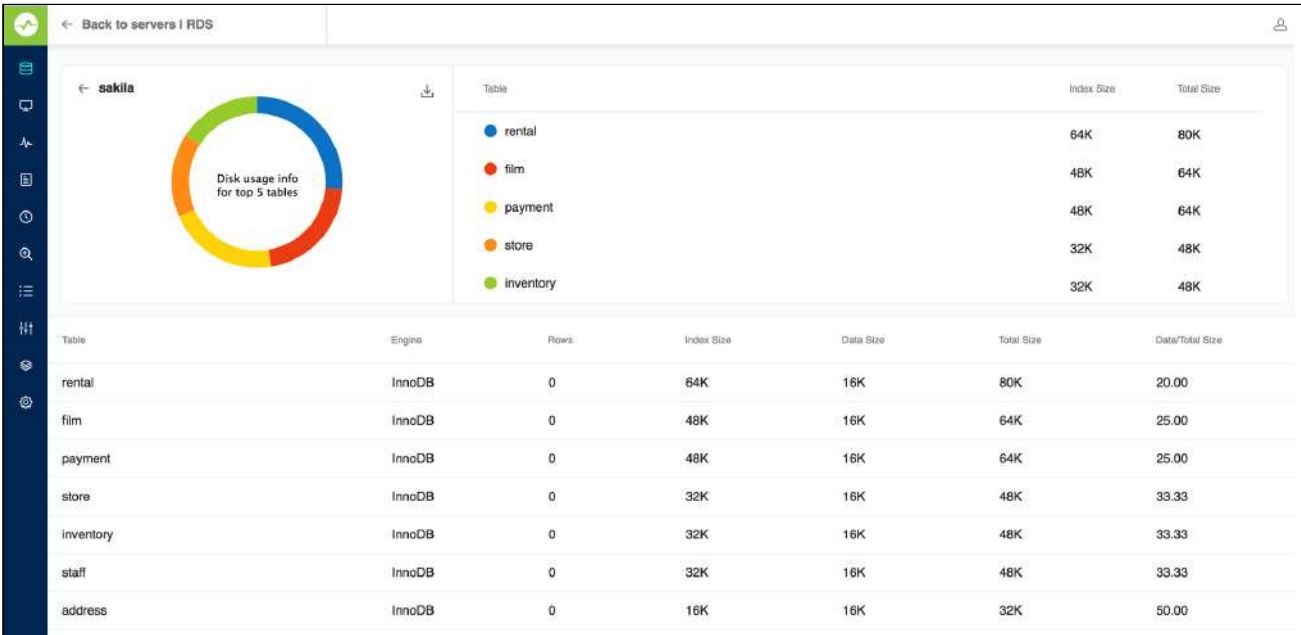 ← Back to servers | RDS
← sakila
Disk usage info
for top 5 tables
Table Index Size Total Size
rental 64K 80K
film 48K 64K
payment 48K 64K
store 32K 48K
inventory 32K 48K
Table Engine Rows Index Size Data Size Total Size Data/Total Size
rental InnoDB 0 64K 16K 80K 20.00
film InnoDB 0 48K 16K 64K 25.00
payment InnoDB 0 48K 16K 64K 25.00
store InnoDB 0 32K 16K 48K 33.33
inventory InnoDB 0 32K 16K 48K 33.33
staff InnoDB 0 32K 16K 48K 33.33
address InnoDB 0 16K 16K 32K 50.00